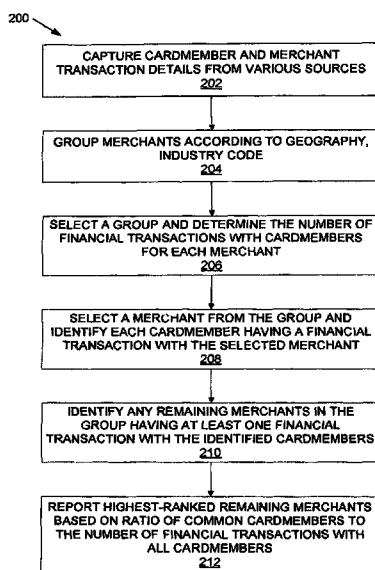 200
CAPTURE CARDMEMBER AND MERCHANT
TRANSACTION DETAILS FROM VARIOUS SOURCES
202
GROUP MERCHANTS ACCORDING TO GEOGRAPHY,
INDUSTRY CODE
204
SELECT A GROUP AND DETERMINE THE NUMBER OF
FINANCIAL TRANSACTIONS WITH CARDMEMBERS
FOR EACH MERCHANT
206
SELECT A MERCHANT FROM THE GROUP AND
IDENTIFY EACH CARDMEMBER HAVING A FINANCIAL
TRANSACTION WITH THE SELECTED MERCHANT
208
IDENTIFY ANY REMAINING MERCHANTS IN THE
GROUP HAVING AT LEAST ONE FINANCIAL
TRANSACTION WITH THE IDENTIFIED CARDMEMBERS
210
REPORT HIGHEST-RANKED REMAINING MERCHANTS
BASED ON RATIO OF COMMON CARDMEMBERS TO
THE NUMBER OF FINANCIAL TRANSACTIONS WITH
ALL CARDMEMBERS
212